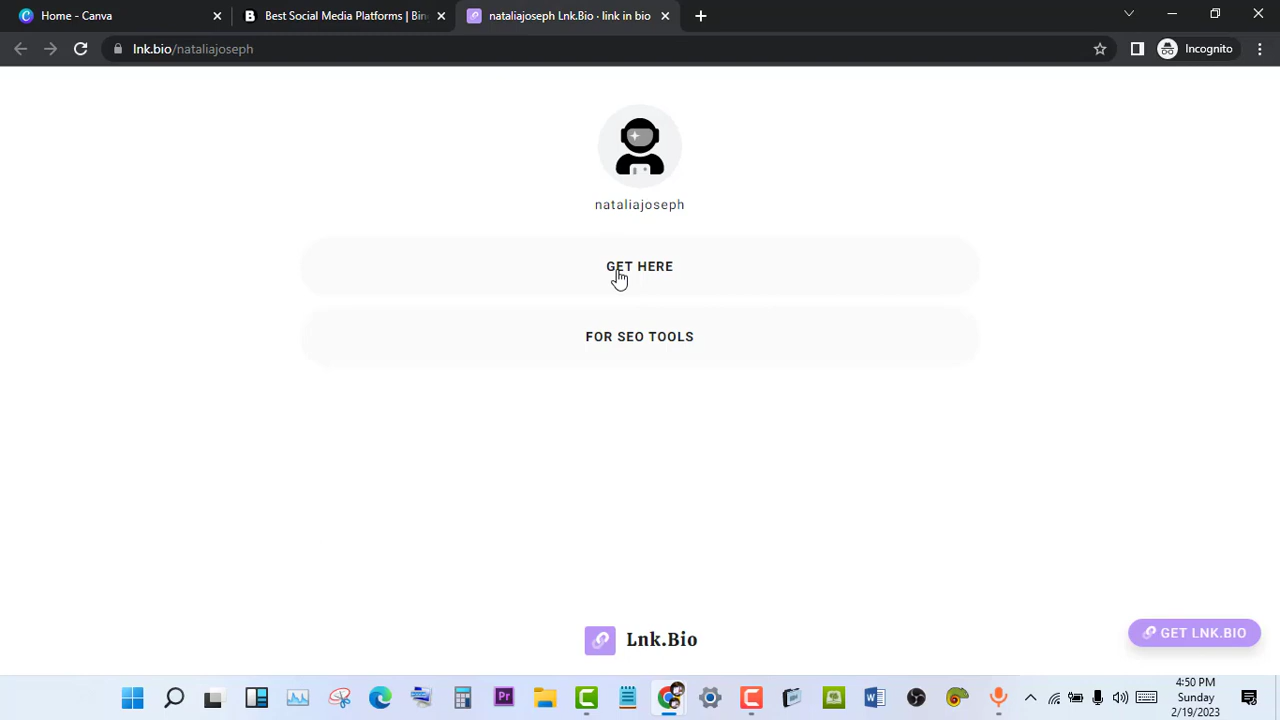 Home - Canva
Best Social Media Platforms | Bin
nataliajoseph Lnk.Bio · link in bio
lnk.bio/nataliajoseph
Incognito
nataliajoseph
GET HERE
FOR SEO TOOLS
Lnk.Bio
GET LNK.BIO
Pr
4:50 PM
Sunday
2/19/2023